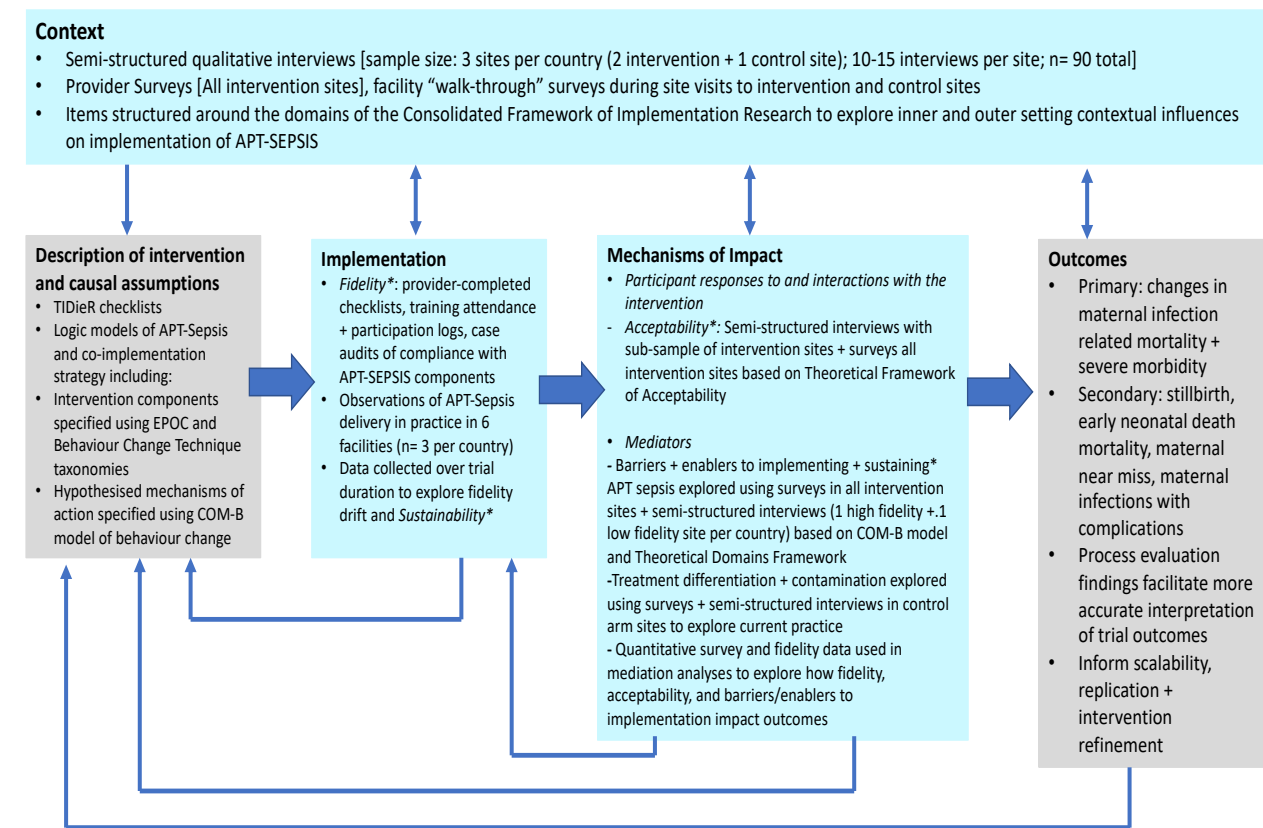 Context
• Semi-structured qualitative interviews [sample size: 3 sites per country (2 intervention + 1 control site); 10-15 interviews per site; n= 90 total]
• Provider Surveys [All intervention sites], facility “walk-through” surveys during site visits to intervention and control sites
• Items structured around the domains of the Consolidated Framework of Implementation Research to explore inner and outer setting contextual influences
on implementation of APT-SEPSIS
Description of intervention
and causal assumptions
• TIDieR checklists
• Logic models of APT-Sepsis
and co-implementation
strategy including:
• Intervention components
specified using EPOC and
Behaviour Change Technique
taxonomies
• Hypothesised mechanisms of
action specified using COM-B
model of behaviour change
Implementation
• Fidelity*: provider-completed
checklists, training attendance
+ participation logs, case
audits of compliance with
APT-SEPSIS components
• Observations of APT-Sepsis
delivery in practice in 6
facilities (n= 3 per country)
• Data collected over trial
duration to explore fidelity
drift and Sustainability*
Mechanisms of Impact
• Participant responses to and interactions with the
intervention
- Acceptability*: Semi-structured interviews with
sub-sample of intervention sites + surveys all
intervention sites based on Theoretical Framework
of Acceptability
• Mediators
- Barriers + enablers to implementing + sustaining*
APT sepsis explored using surveys in all intervention
sites + semi-structured interviews (1 high fidelity +.1
low fidelity site per country) based on COM-B model
and Theoretical Domains Framework
-Treatment differentiation + contamination explored
using surveys + semi-structured interviews in control
arm sites to explore current practice
- Quantitative survey and fidelity data used in
mediation analyses to explore how fidelity,
acceptability, and barriers/enablers to
implementation impact outcomes
Outcomes
• Primary: changes in
maternal infection
related mortality +
severe morbidity
• Secondary: stillbirth,
early neonatal death
mortality, maternal
near miss, maternal
infections with
complications
• Process evaluation
findings facilitate more
accurate interpretation
of trial outcomes
• Inform scalability,
replication +
intervention
refinement